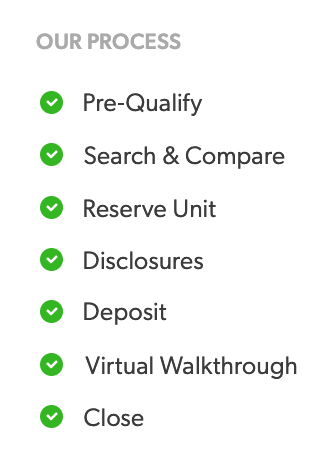 OUR PROCESS
Pre-Qualify
Search & Compare
Reserve Unit
Disclosures
Deposit
Virtual Walkthrough
Close